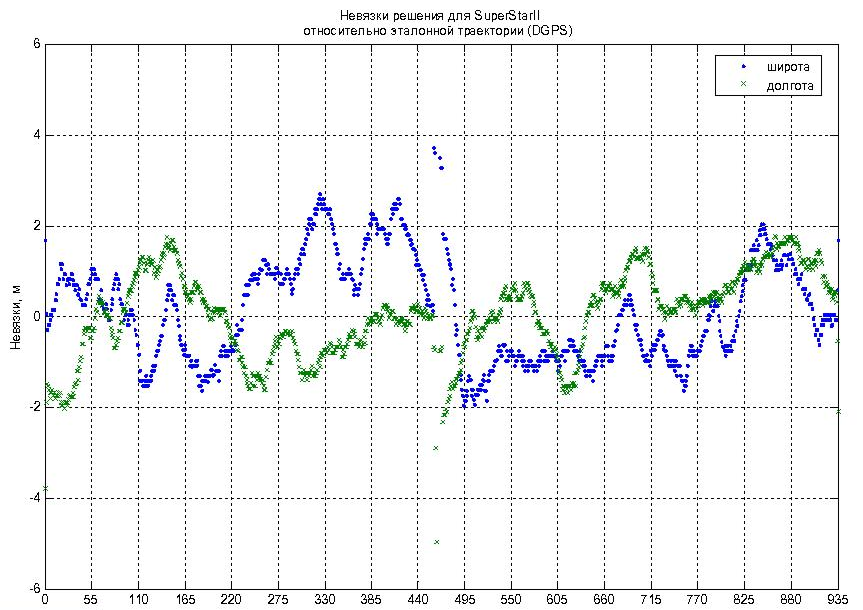 Невязки решения для SuperStarII
относительно эталонной траектории (DGPS)
6
4
2
0
-2
-4
-6
Невязки, м
широта
долгота
0 55 110 165 220 275 330 385 440 495 550 605 660 715 770 825 880 935